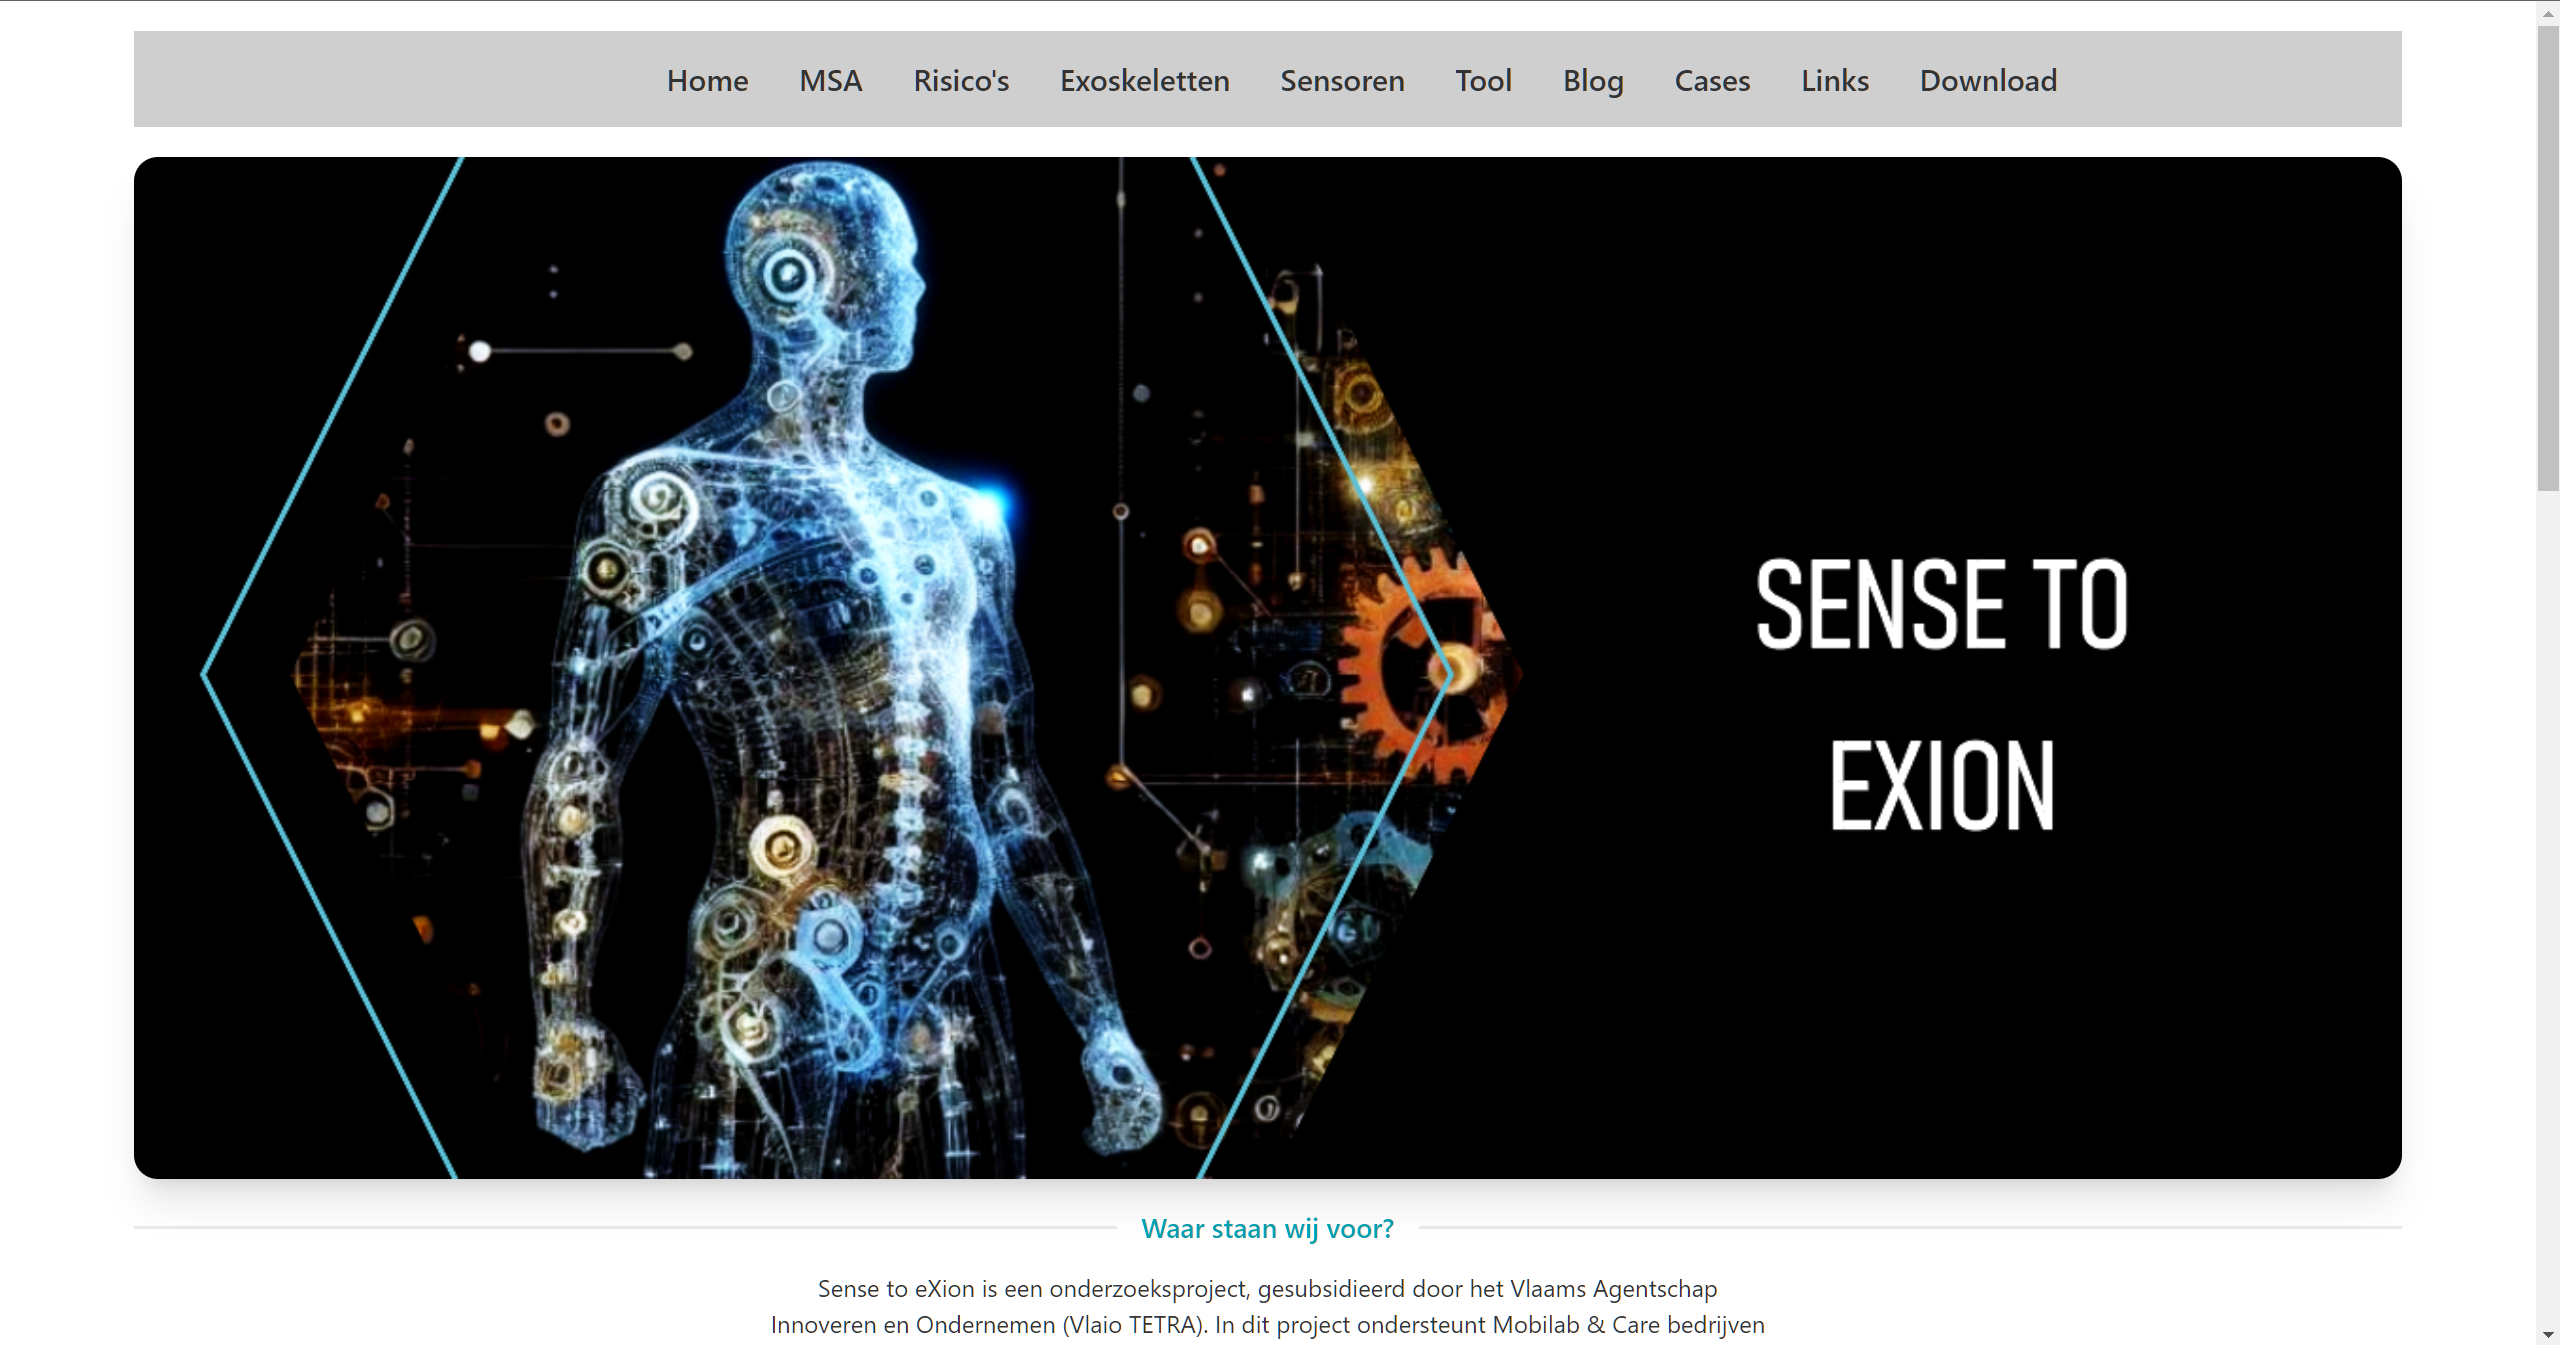 Home MSA Risico's Exoskeletten Sensoren Tool Blog Cases Links Download
SENSE TO
EXION
Waar staan wij voor?
Sense to eXion is een onderzoeksproject, gesubsidieerd door het Vlaams Agentschap
Innoveren en Ondernemen (Vlaio TETRA). In dit project ondersteunt Mobilab & Care bedrijven